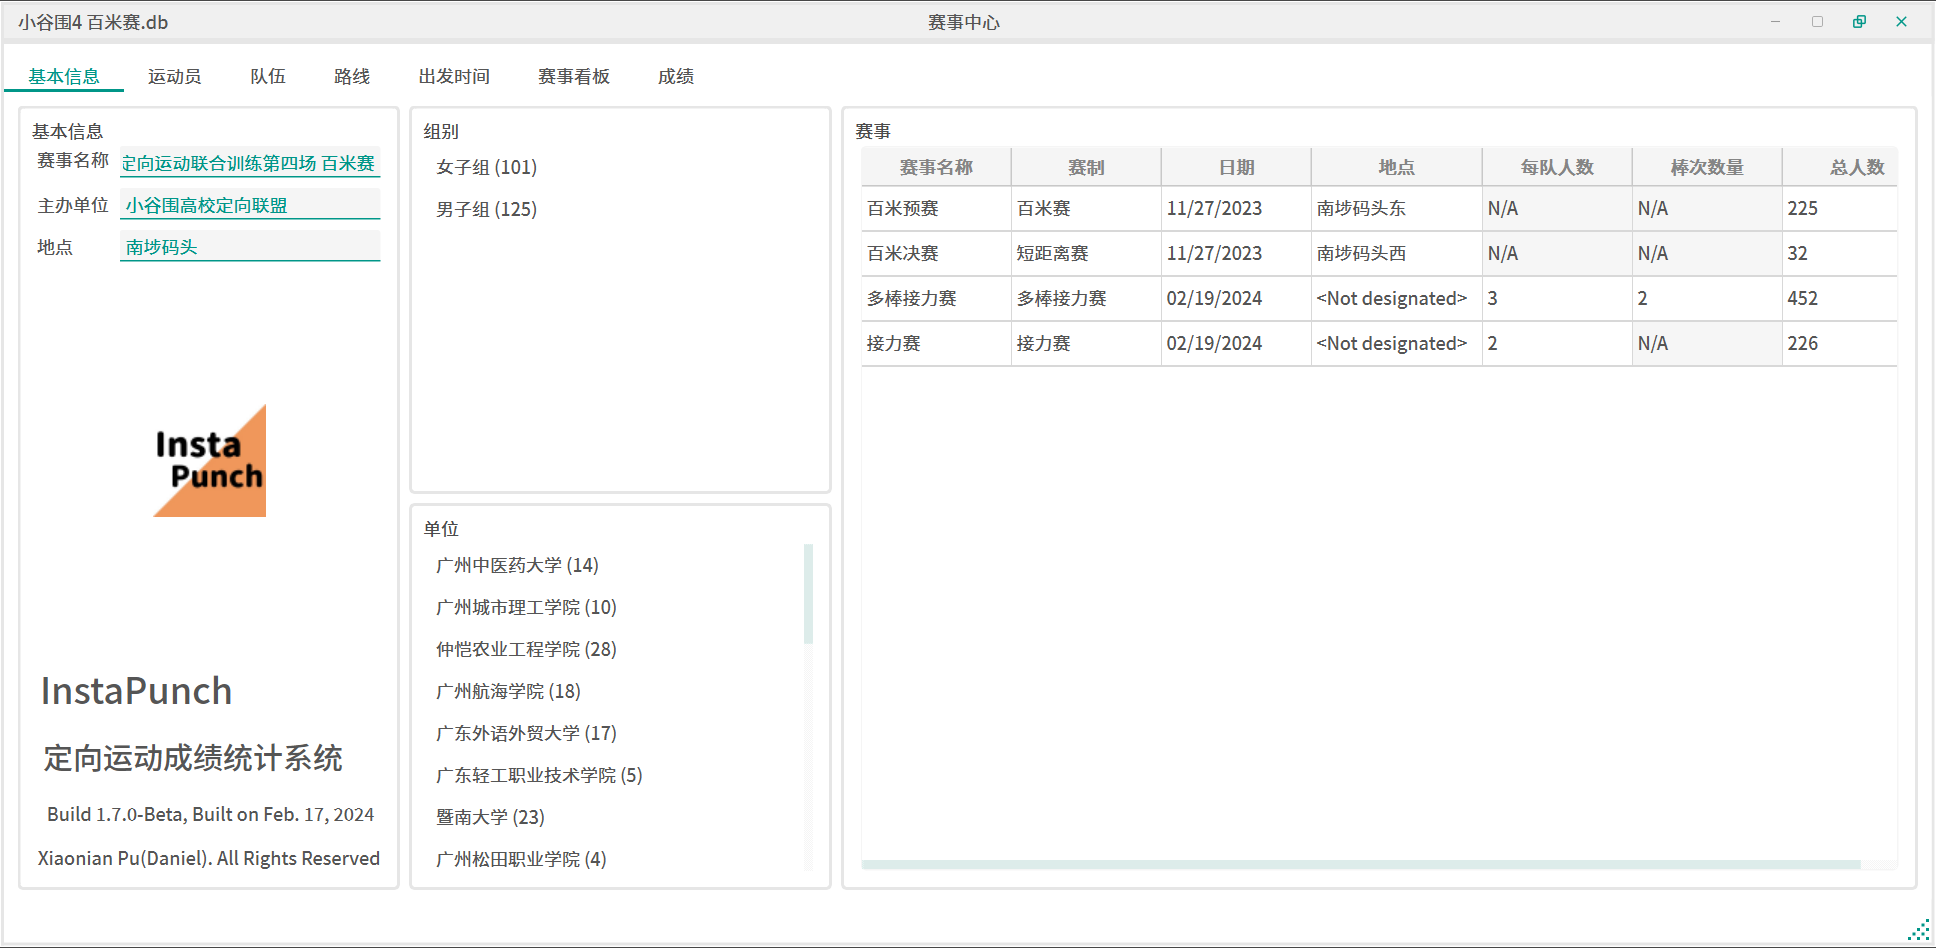 小谷围4 百米赛.db
赛事中心
基本信息 运动员 队伍 路线 出发时间 赛事看板 成绩
基本信息
赛事名称 定向运动联合训练第四场 百米赛
主办单位 小谷围高校定向联盟
地点 南埗码头
Insta
Punch
InstaPunch
定向运动成绩统计系统
Build 1.7.0-Beta, Built on Feb. 17, 2024
Xiaonian Pu(Daniel). All Rights Reserved
组别
女子组 (101)
男子组 (125)
单位
广州中医药大学 (14)
广州城市理工学院 (10)
仲恺农业工程学院 (28)
广州航海学院 (18)
广东外语外贸大学 (17)
广东轻工职业技术学院 (5)
暨南大学 (23)
广州松田职业学院 (4)
赛事
赛事名称 赛制 日期 地点 每队人数 棒次数量 总人数
百米预赛 百米赛 11/27/2023 南埗码头东 N/A N/A 225
百米决赛 短距离赛 11/27/2023 南埗码头西 N/A N/A 32
多棒接力赛 多棒接力赛 02/19/2024 <Not designated> 3 2 452
接力赛 接力赛 02/19/2024 <Not designated> 2 N/A 226